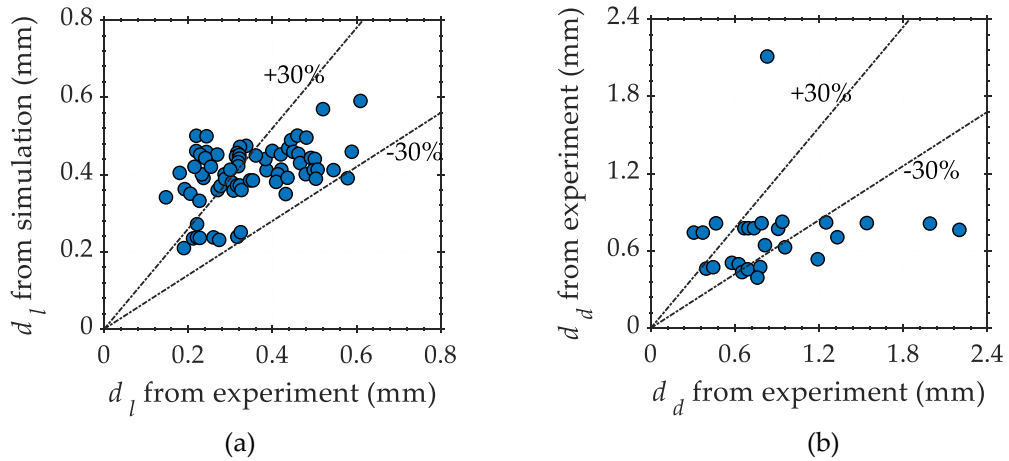 0.8
0.6
0.4
0.2
0
0 0.2 0.4 0.6 0.8
+30%
-30%
d l from simulation (mm)
d l from experiment (mm)
(a)
2.4
1.8
1.2
0.6
0
0 0.6 1.2 1.8 2.4
+30%
-30%
d d from experiment (mm)
d d from experiment (mm)
(b)